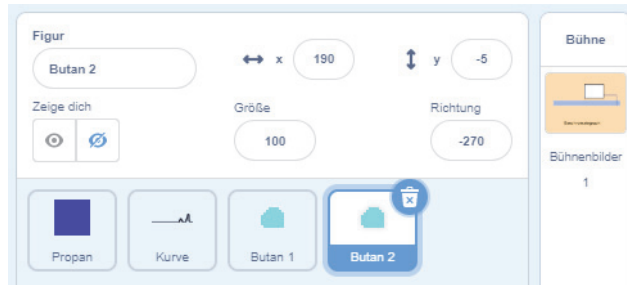 Figur
Butan 2
x 190
y -5
Zeige dich
Größe
Richtung
100
-270
Propan
Kurve
Butan 1
Butan 2
Bühne
Bühnenbilder
1